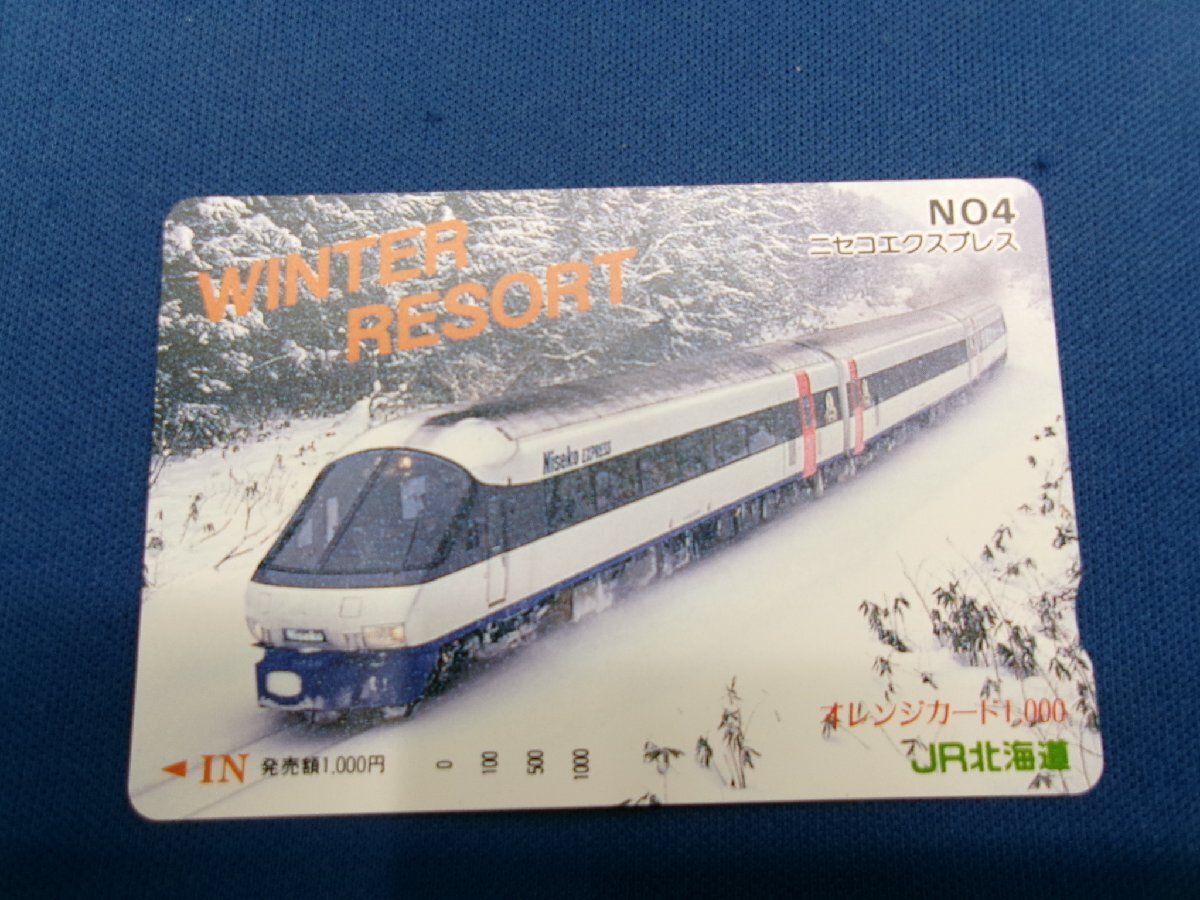 NO4
ニセコエクスプレス
WINTER
RESORT
Niseko EXPRESS
Niseko
オレンジカード1,000
JR北海道
◀ IN 発売額1,000円 0 100 500 1000